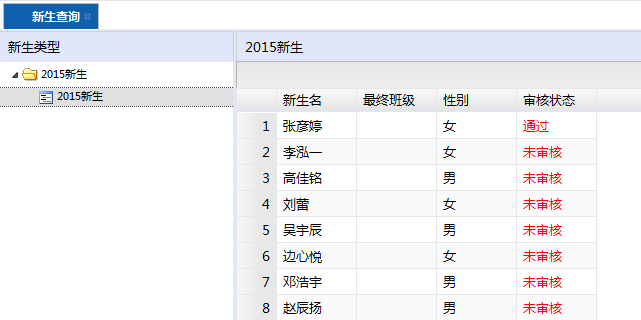 新生查询
新生类型
2015新生
2015新生
2015新生
新生名 最终班级 性别 审核状态
1 张彦婷 女 通过
2 李泓一 女 未审核
3 高佳铭 男 未审核
4 刘蕾 女 未审核
5 吴宇辰 男 未审核
6 边心悦 女 未审核
7 邓浩宇 男 未审核
8 赵辰扬 男 未审核